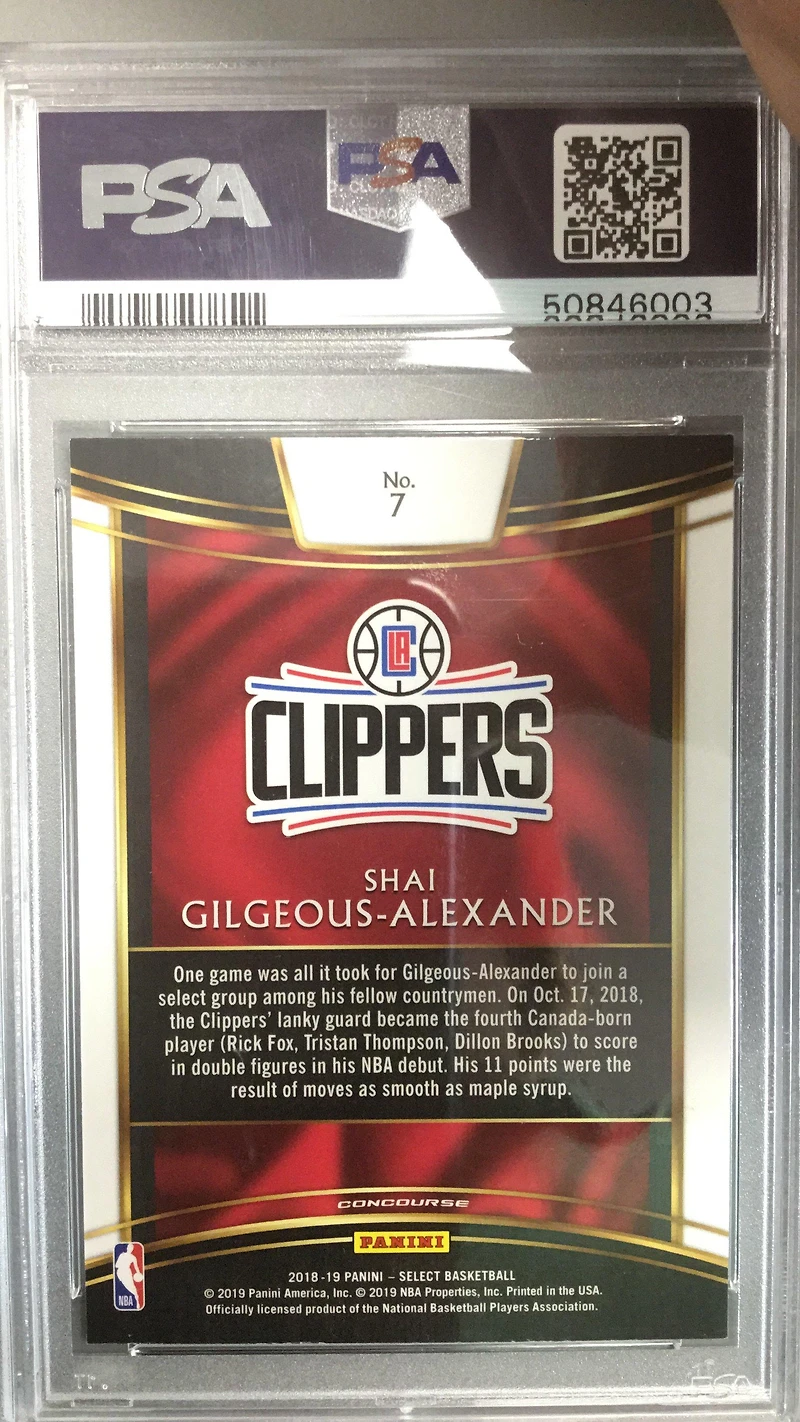 PSA
PSA
50846003
No.
7
LA
CLIPPERS
SHAI
GILGEOUS-ALEXANDER
One game was all it took for Gilgeous-Alexander to join a
select group among his fellow countrymen. On Oct. 17, 2018,
the Clippers' lanky guard became the fourth Canada-born
player (Rick Fox, Tristan Thompson, Dillon Brooks) to score
in double figures in his NBA debut. His 11 points were the
result of moves as smooth as maple syrup.
CONCOURSE
PANINI
NBA
2018-19 PANINI – SELECT BASKETBALL
© 2019 Panini America, Inc. © 2019 NBA Properties, Inc. Printed in the USA.
Officially licensed product of the National Basketball Players Association.
PSA